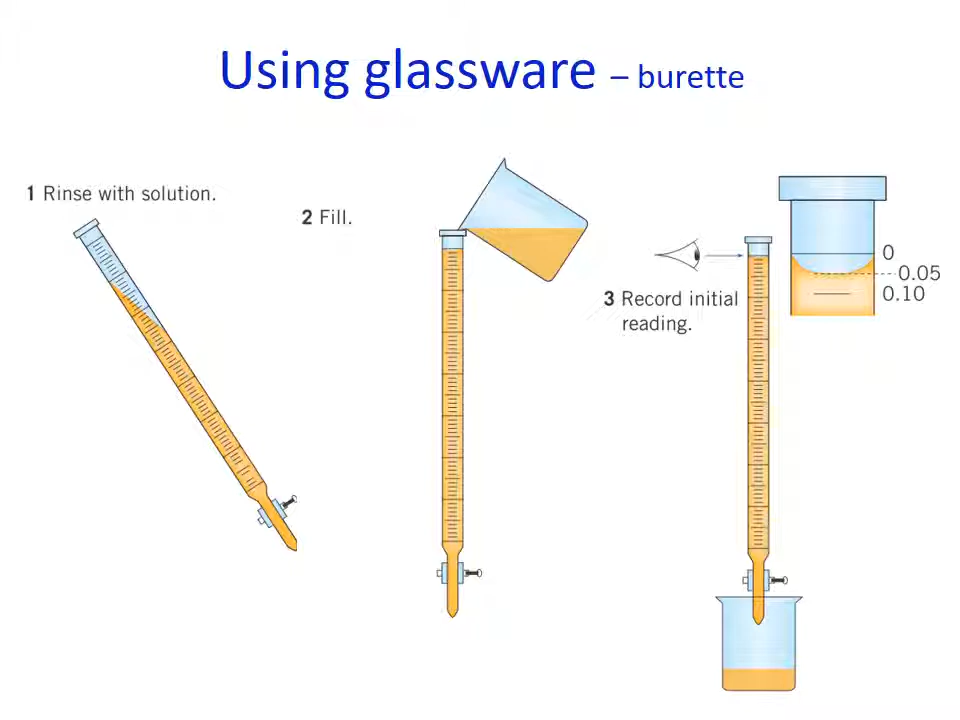 Using glassware – burette
1 Rinse with solution.
2 Fill.
3 Record initial
reading.
0
0.05
0.10